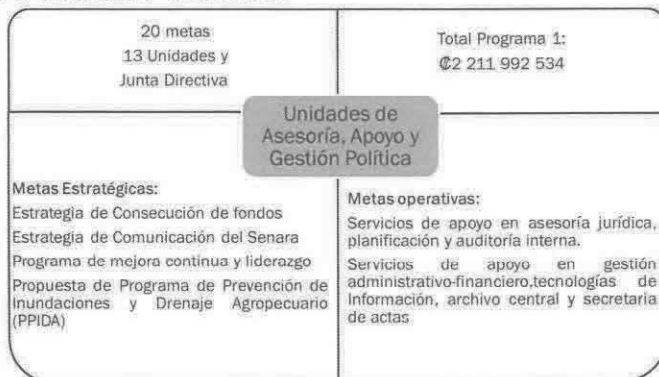 20 metas
13 Unidades y
Junta Directiva
Total Programa 1:
₡2 211 992 534
Unidades de
Asesoría, Apoyo y
Gestión Política
Metas Estratégicas:
Estrategia de Consecución de fondos
Estrategia de Comunicación del Senara
Programa de mejora continua y liderazgo
Propuesta de Programa de Prevención de
Inundaciones y Drenaje Agropecuario
(PPIDA)
Metas operativas:
Servicios de apoyo en asesoría jurídica,
planificación y auditoría interna.
Servicios de apoyo en gestión
administrativo-financiero,tecnologías de
Información, archivo central y secretaria
de actas